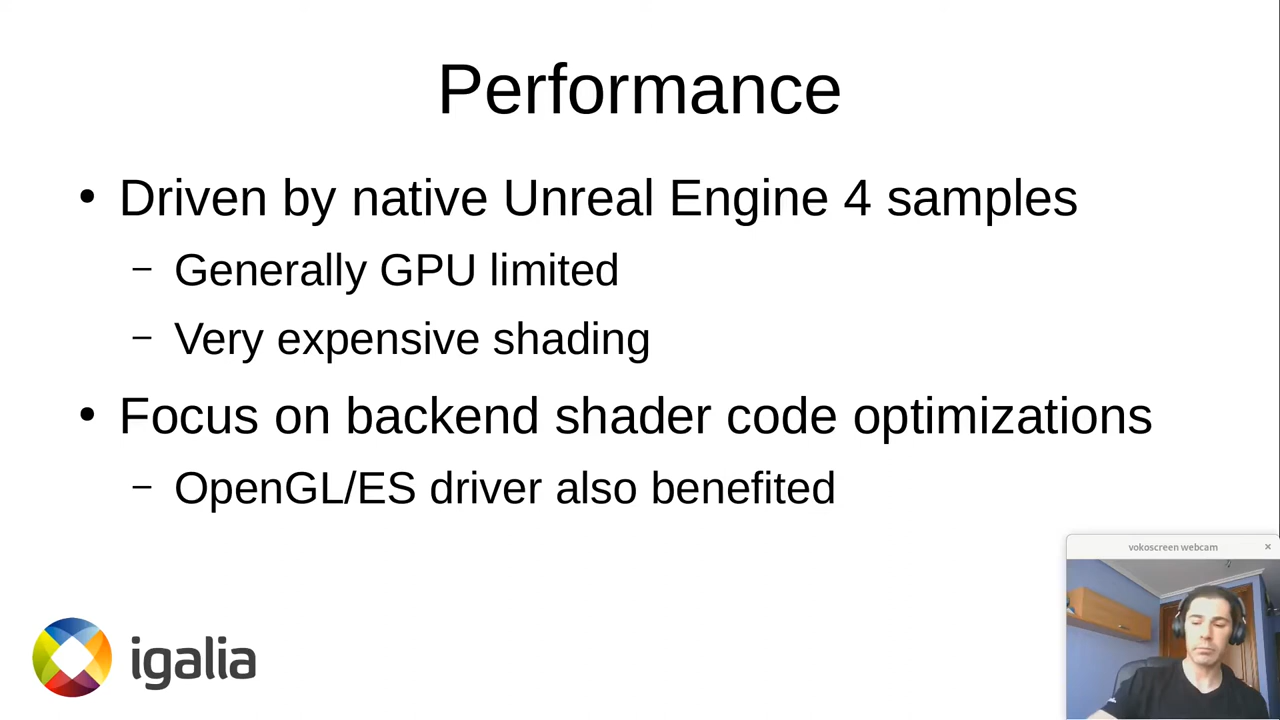 Performance
• Driven by native Unreal Engine 4 samples
– Generally GPU limited
– Very expensive shading
• Focus on backend shader code optimizations
– OpenGL/ES driver also benefited
vokoscreen webcam ×
igalia